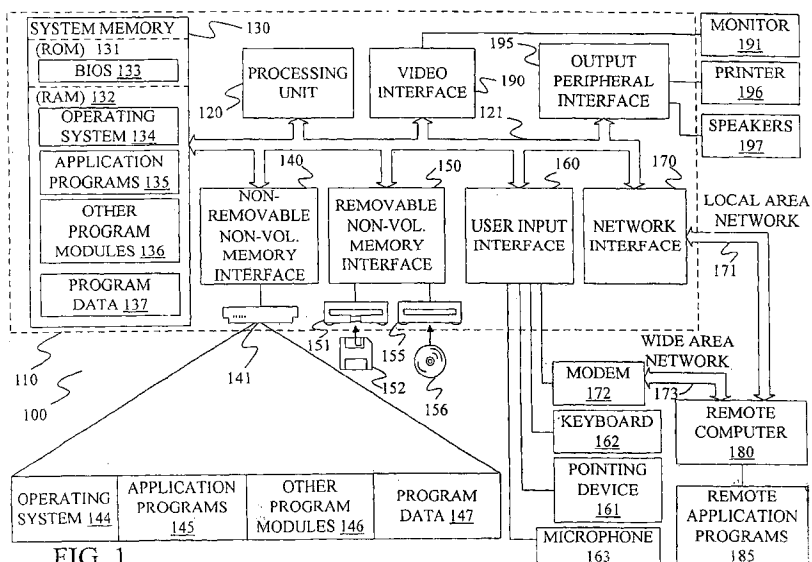 SYSTEM MEMORY
130
(ROM) 131
BIOS 133
(RAM) 132
OPERATING
SYSTEM 134
APPLICATION
PROGRAMS 135
OTHER
PROGRAM
MODULES 136
PROGRAM
DATA 137
PROCESSING
UNIT
120
VIDEO
INTERFACE
190
195
OUTPUT
PERIPHERAL
INTERFACE
121
MONITOR
191
PRINTER
196
SPEAKERS
197
140
NON-
REMOVABLE
NON-VOL.
MEMORY
INTERFACE
150
REMOVABLE
NON-VOL.
MEMORY
INTERFACE
160
USER INPUT
INTERFACE
170
NETWORK
INTERFACE
LOCAL AREA
NETWORK
171
110
100
141
151
152
155
156
WIDE AREA
NETWORK
173
MODEM
172
KEYBOARD
162
POINTING
DEVICE
161
MICROPHONE
163
REMOTE
COMPUTER
180
REMOTE
APPLICATION
PROGRAMS
185
OPERATING
SYSTEM 144
APPLICATION
PROGRAMS
145
OTHER
PROGRAM
MODULES 146
PROGRAM
DATA 147
FIG. 1